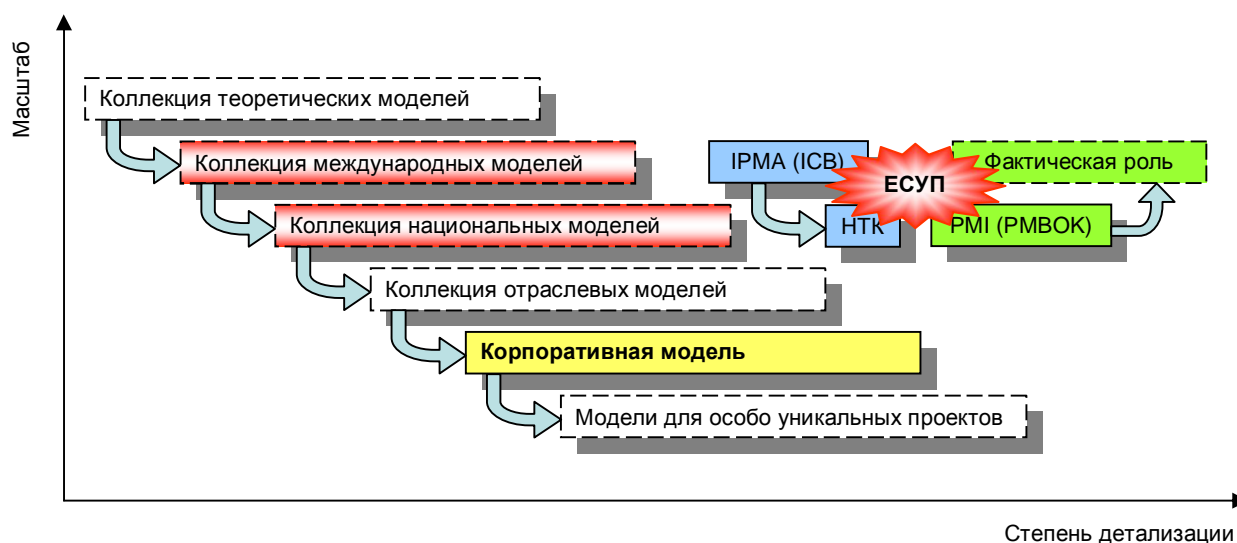 Масштаб
Коллекция теоретических моделей
Коллекция международных моделей
IPMA (ICB)
Фактическая роль
ЕСУП
Коллекция национальных моделей
НТК
PMI (PMBOK)
Коллекция отраслевых моделей
Корпоративная модель
Модели для особо уникальных проектов
Степень детализации